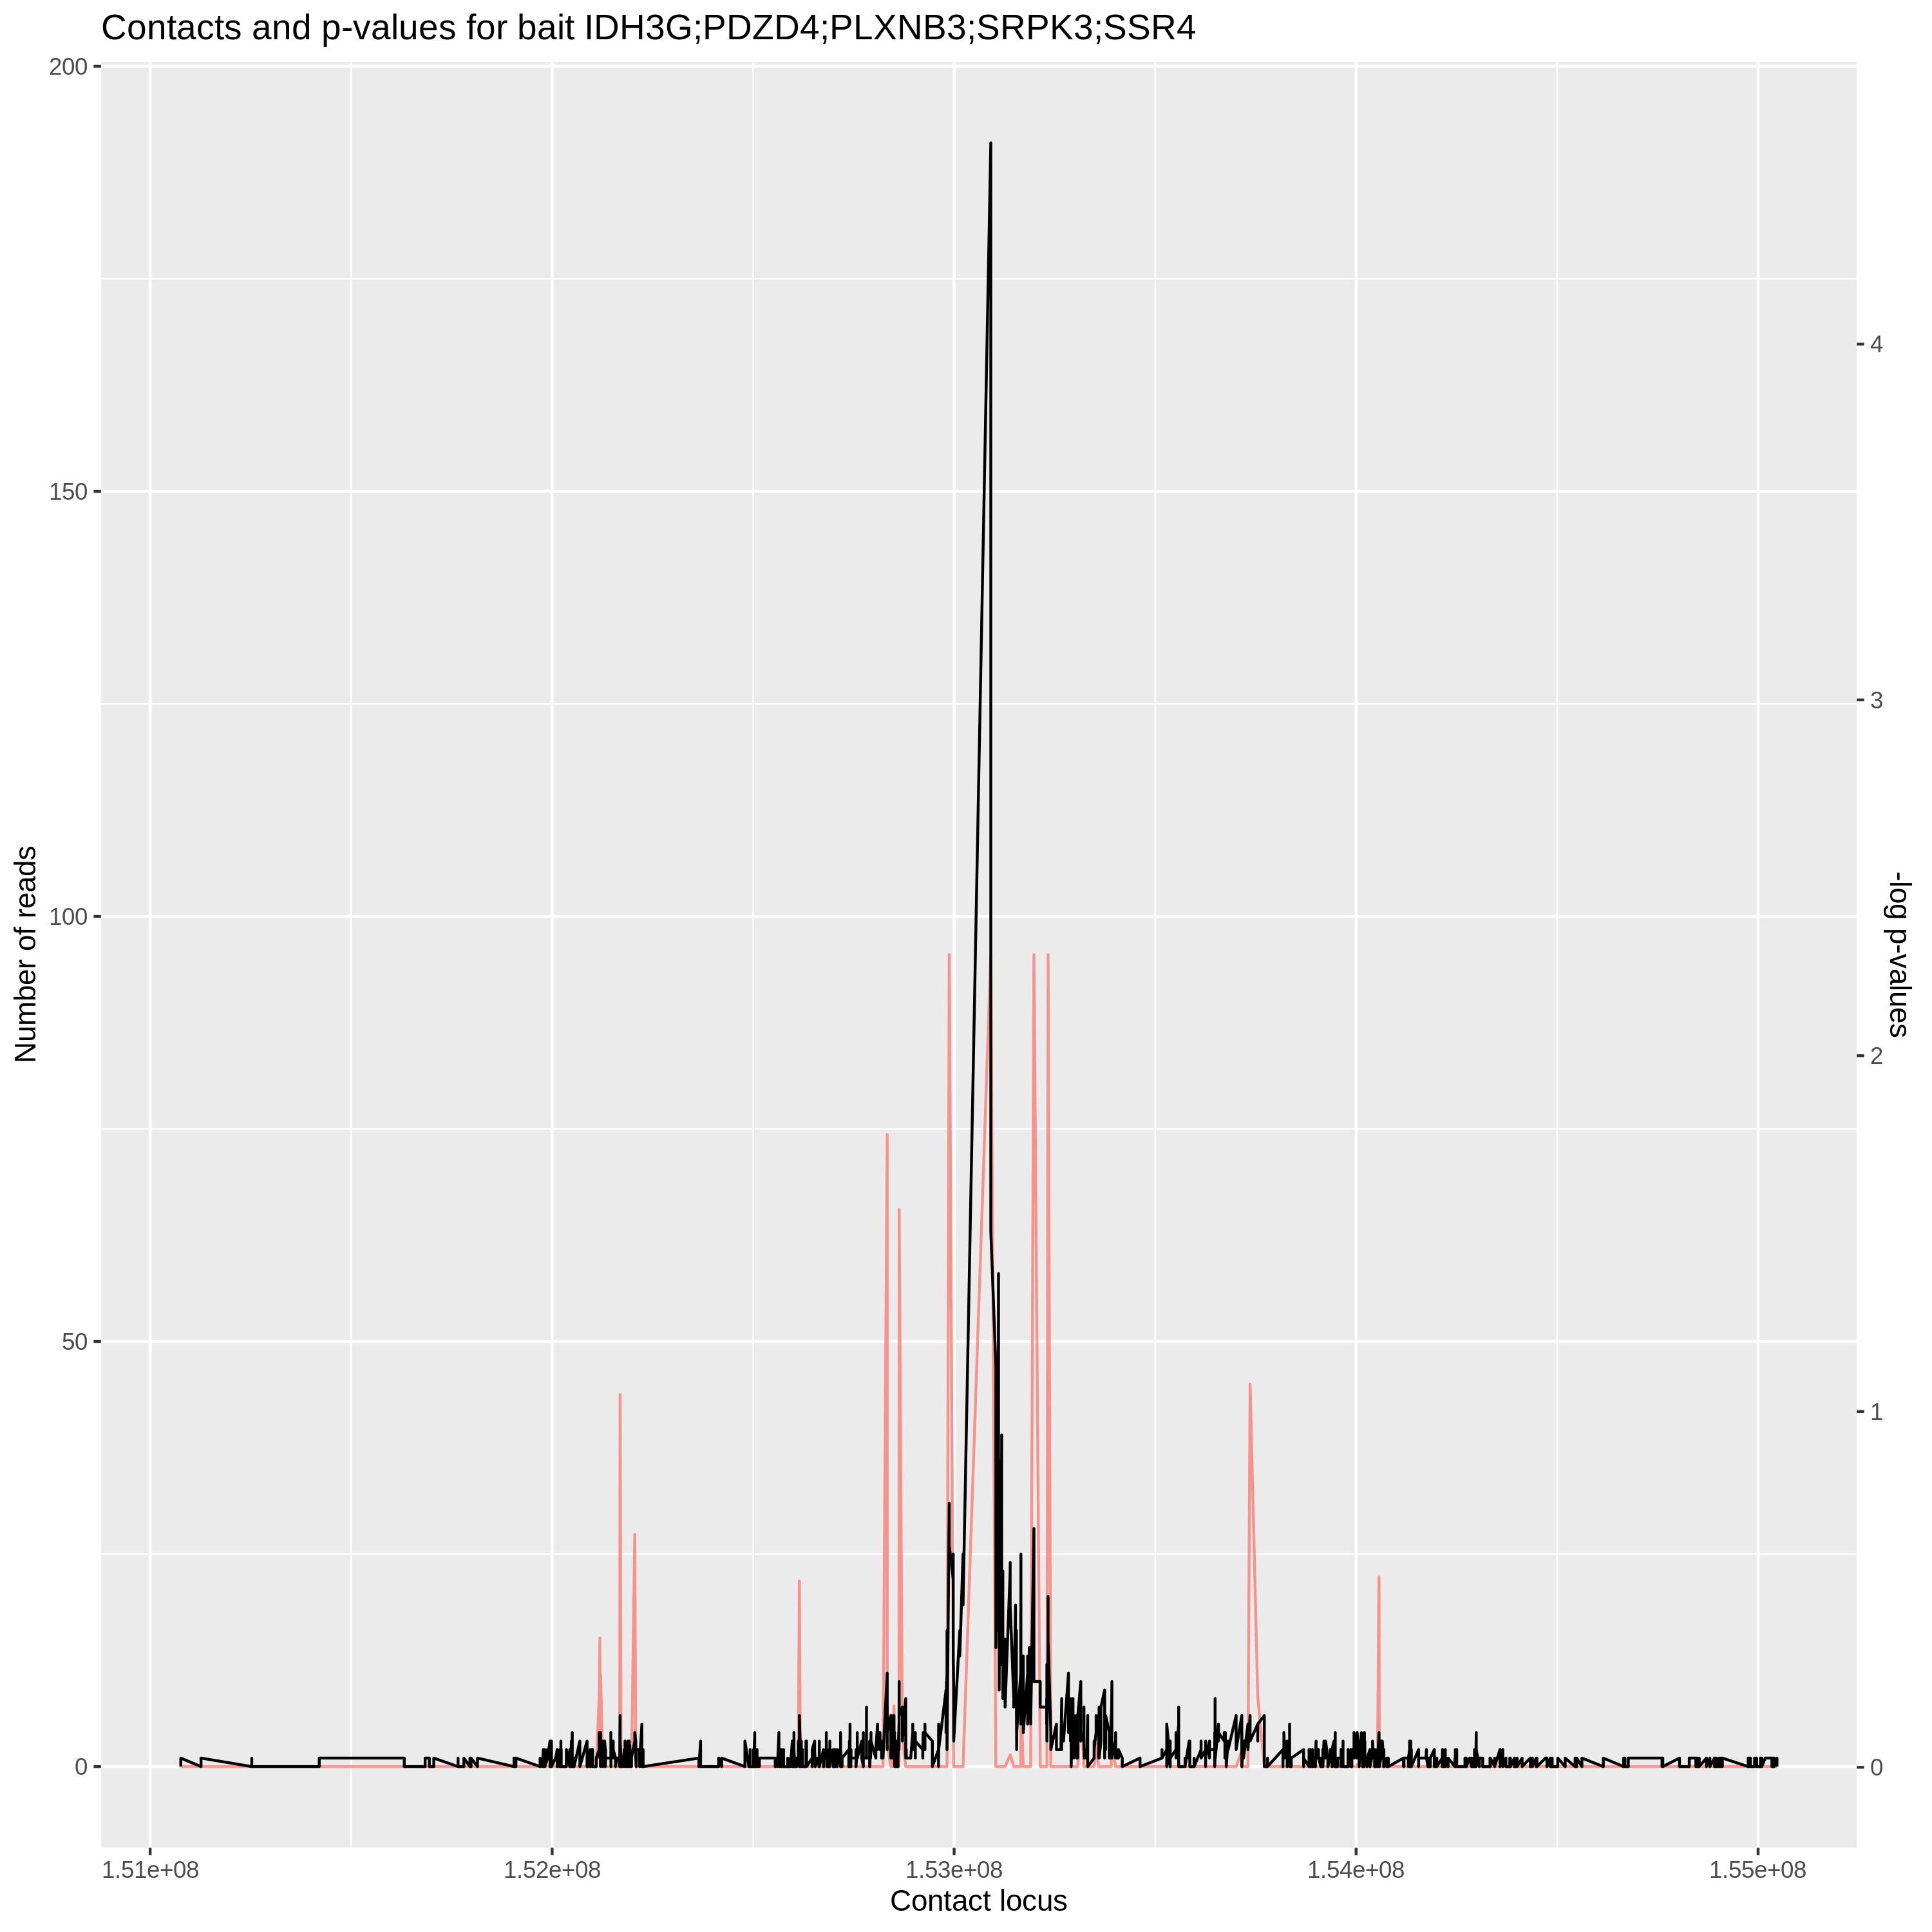 Contacts and p-values for bait IDH3G;PDZD4;PLXNB3;SRPK3;SSR4
200
150
100
50
0
Number of reads
4
3
2
1
0
-log p-values
1.51e+08 1.52e+08 1.53e+08 1.54e+08 1.55e+08
Contact locus